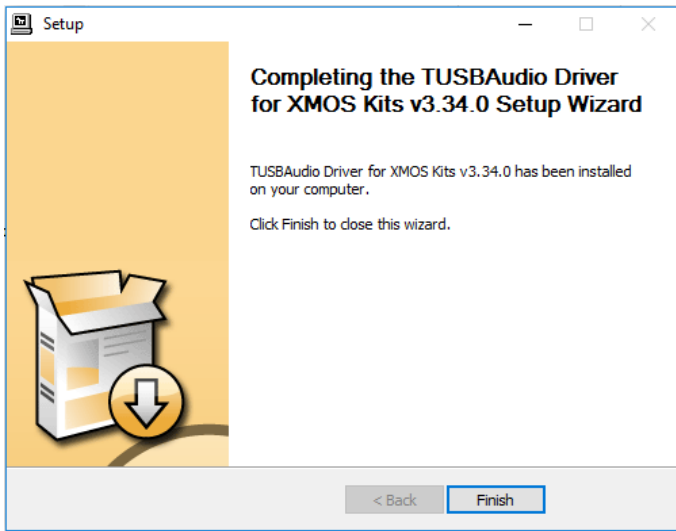 Setup
Completing the TUSBAudio Driver
for XMOS Kits v3.34.0 Setup Wizard
TUSBAudio Driver for XMOS Kits v3.34.0 has been installed
on your computer.
Click Finish to close this wizard.
< Back
Finish